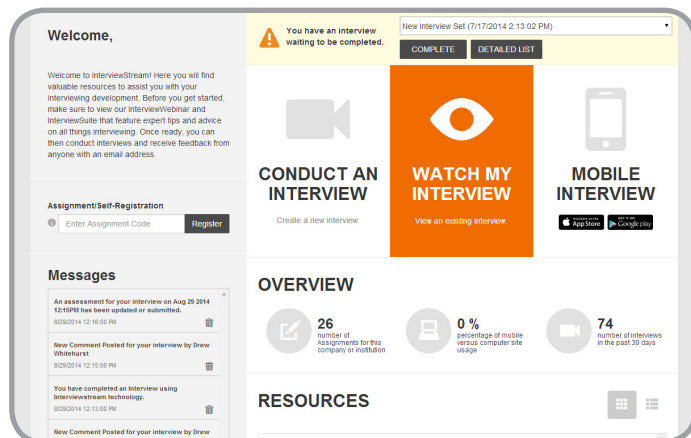 Welcome,
Welcome to InterviewStream! Here you will find
valuable resources to assist you with your
interviewing development. Before you get started,
make sure to view our InterviewWebinar and
InterviewSuite that feature expert tips and advice
on all things interviewing. Once ready, you can
then conduct interviews and receive feedback from
anyone with an email address.
Assignment/Self-Registration
Enter Assignment Code
Register
Messages
An assessment for your interview on Aug 29 2014
12:15PM has been updated or submitted.
8/29/2014 12:16:00 PM
New Comment Posted for your interview by Drew
Whitehurst
8/29/2014 12:15:00 PM
You have completed an Interview using
Interviewstream technology.
8/29/2014 12:13:00 PM
New Comment Posted for your interview by Drew
You have an interview
waiting to be completed.
New Interview Set (7/17/2014 2:13:02 PM)
COMPLETE
DETAILED LIST
CONDUCT AN
INTERVIEW
Create a new interview.
WATCH MY
INTERVIEW
View an existing interview.
MOBILE
INTERVIEW
Available on the
App Store
GET IT ON
Google play
OVERVIEW
26
number of
Assignments for this
company or institution
0 %
percentage of mobile
versus computer site
usage
74
number of interviews
in the past 30 days
RESOURCES